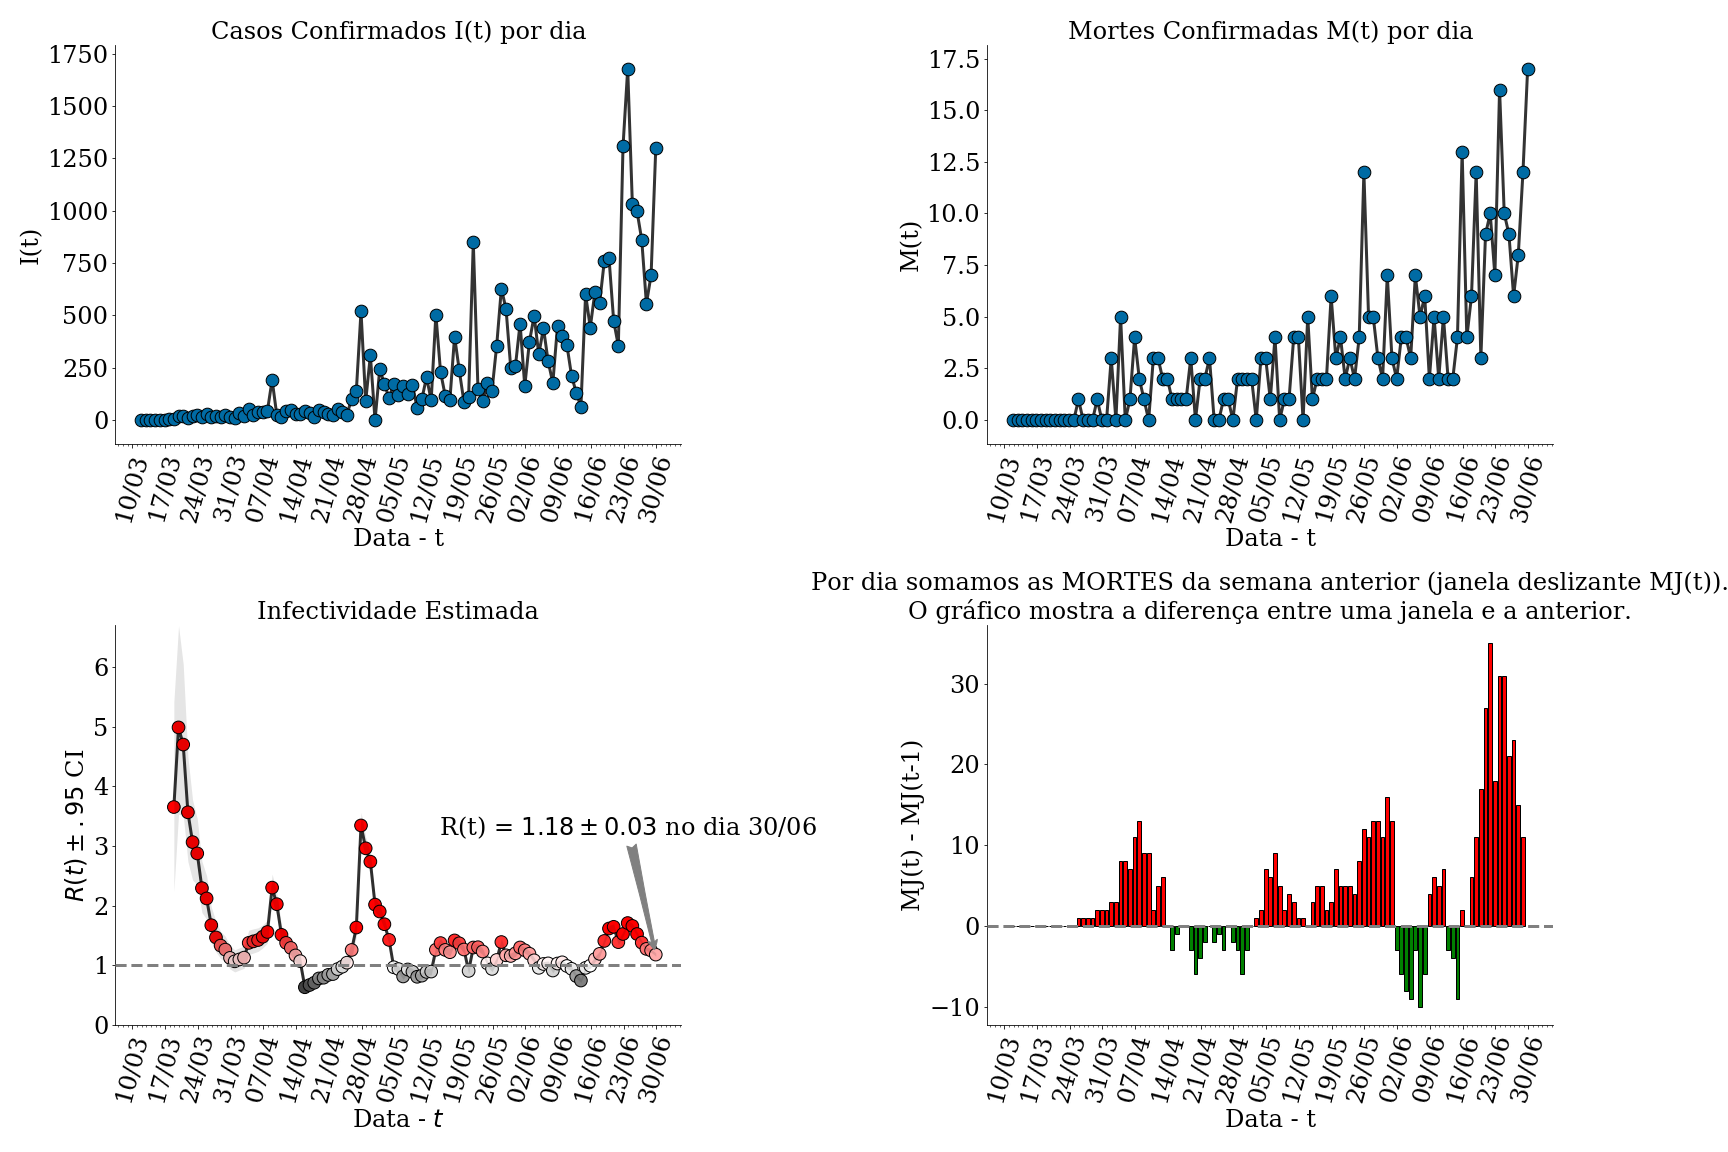 Casos Confirmados I(t) por dia
1750
1500
1250
1000
750
500
250
0
I(t)
10/03 17/03 24/03 31/03 07/04 14/04 21/04 28/04 05/05 12/05 19/05 26/05 02/06 09/06 16/06 23/06 30/06
Data - t
Mortes Confirmadas M(t) por dia
17.5
15.0
12.5
10.0
7.5
5.0
2.5
0.0
M(t)
10/03 17/03 24/03 31/03 07/04 14/04 21/04 28/04 05/05 12/05 19/05 26/05 02/06 09/06 16/06 23/06 30/06
Data - t
Infectividade Estimada
6
5
4
3
2
1
0
R(t) ± .95 CI
R(t) = 1.18 ± 0.03 no dia 30/06
10/03 17/03 24/03 31/03 07/04 14/04 21/04 28/04 05/05 12/05 19/05 26/05 02/06 09/06 16/06 23/06 30/06
Data - t
Por dia somamos as MORTES da semana anterior (janela deslizante MJ(t)).
O gráfico mostra a diferença entre uma janela e a anterior.
30
20
10
0
−10
MJ(t) - MJ(t-1)
10/03 17/03 24/03 31/03 07/04 14/04 21/04 28/04 05/05 12/05 19/05 26/05 02/06 09/06 16/06 23/06 30/06
Data - t